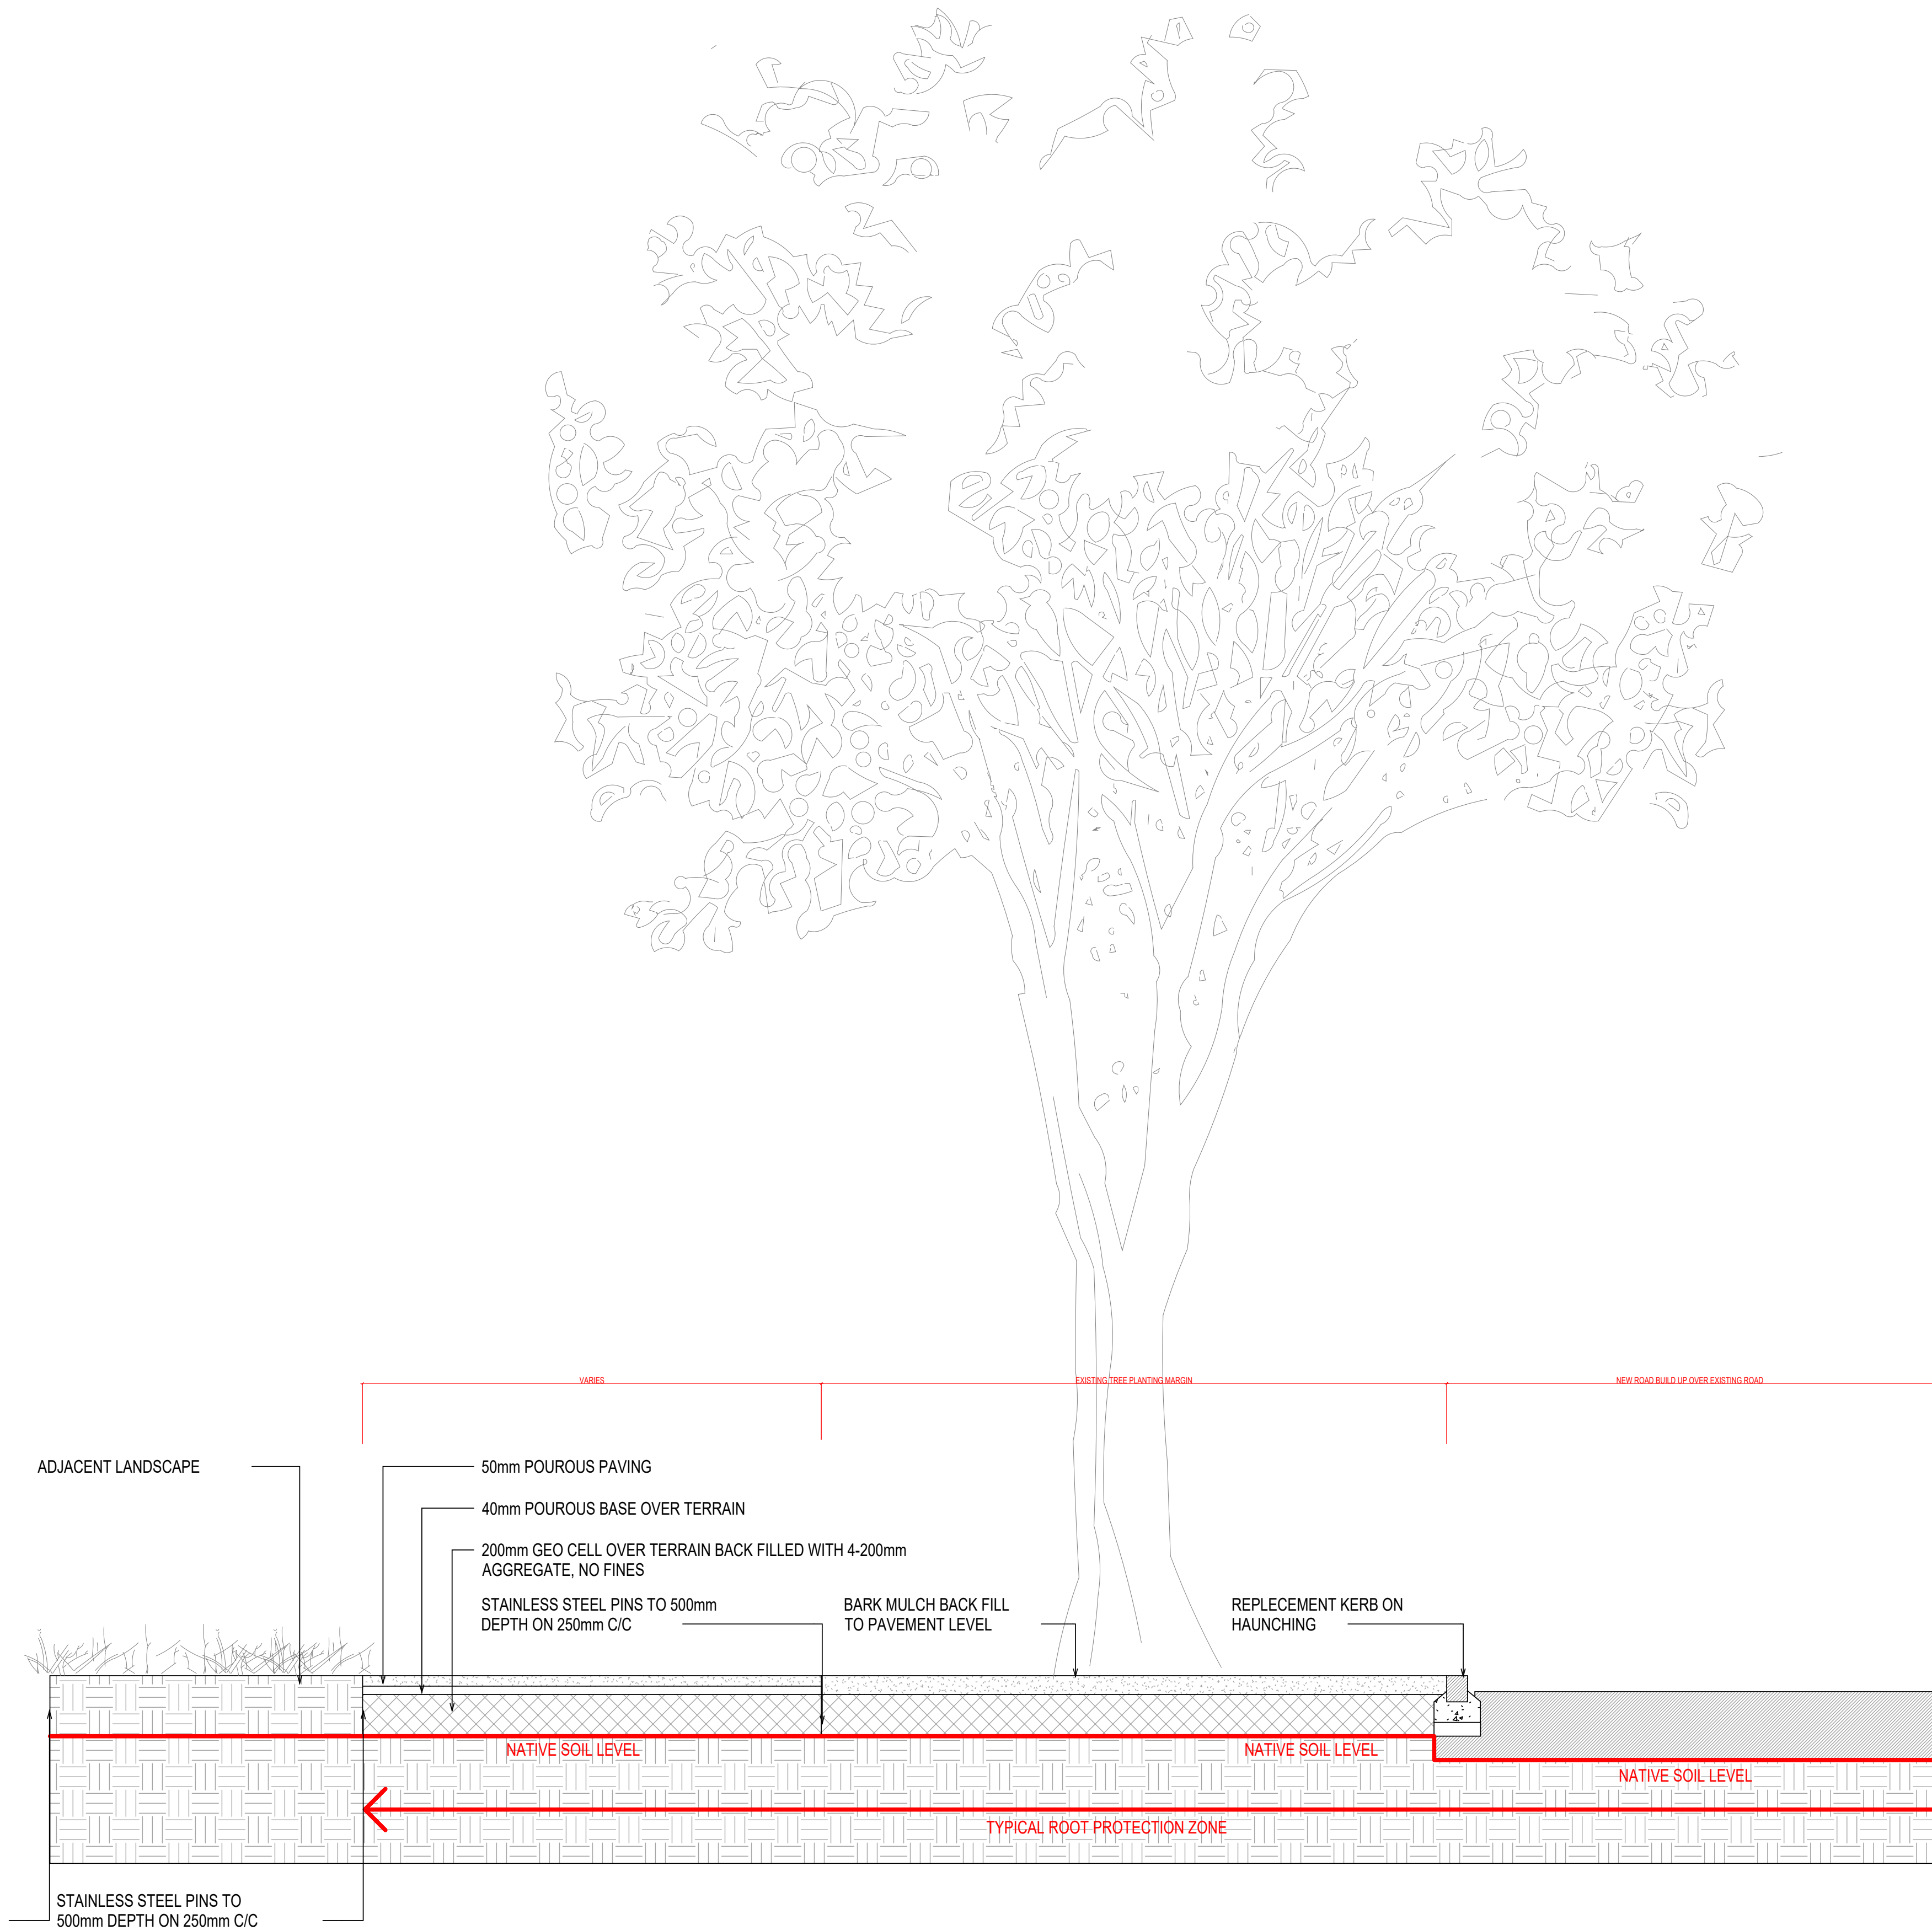 VARIES
EXISTING TREE PLANTING MARGIN
NEW ROAD BUILD UP OVER EXISTING ROAD
ADJACENT LANDSCAPE
50mm POUROUS PAVING
40mm POUROUS BASE OVER TERRAIN
200mm GEO CELL OVER TERRAIN BACK FILLED WITH 4-200mm
AGGREGATE, NO FINES
STAINLESS STEEL PINS TO 500mm
DEPTH ON 250mm C/C
BARK MULCH BACK FILL
TO PAVEMENT LEVEL
REPLECEMENT KERB ON
HAUNCHING
NATIVE SOIL LEVEL
NATIVE SOIL LEVEL
NATIVE SOIL LEVEL
TYPICAL ROOT PROTECTION ZONE
STAINLESS STEEL PINS TO
500mm DEPTH ON 250mm C/C